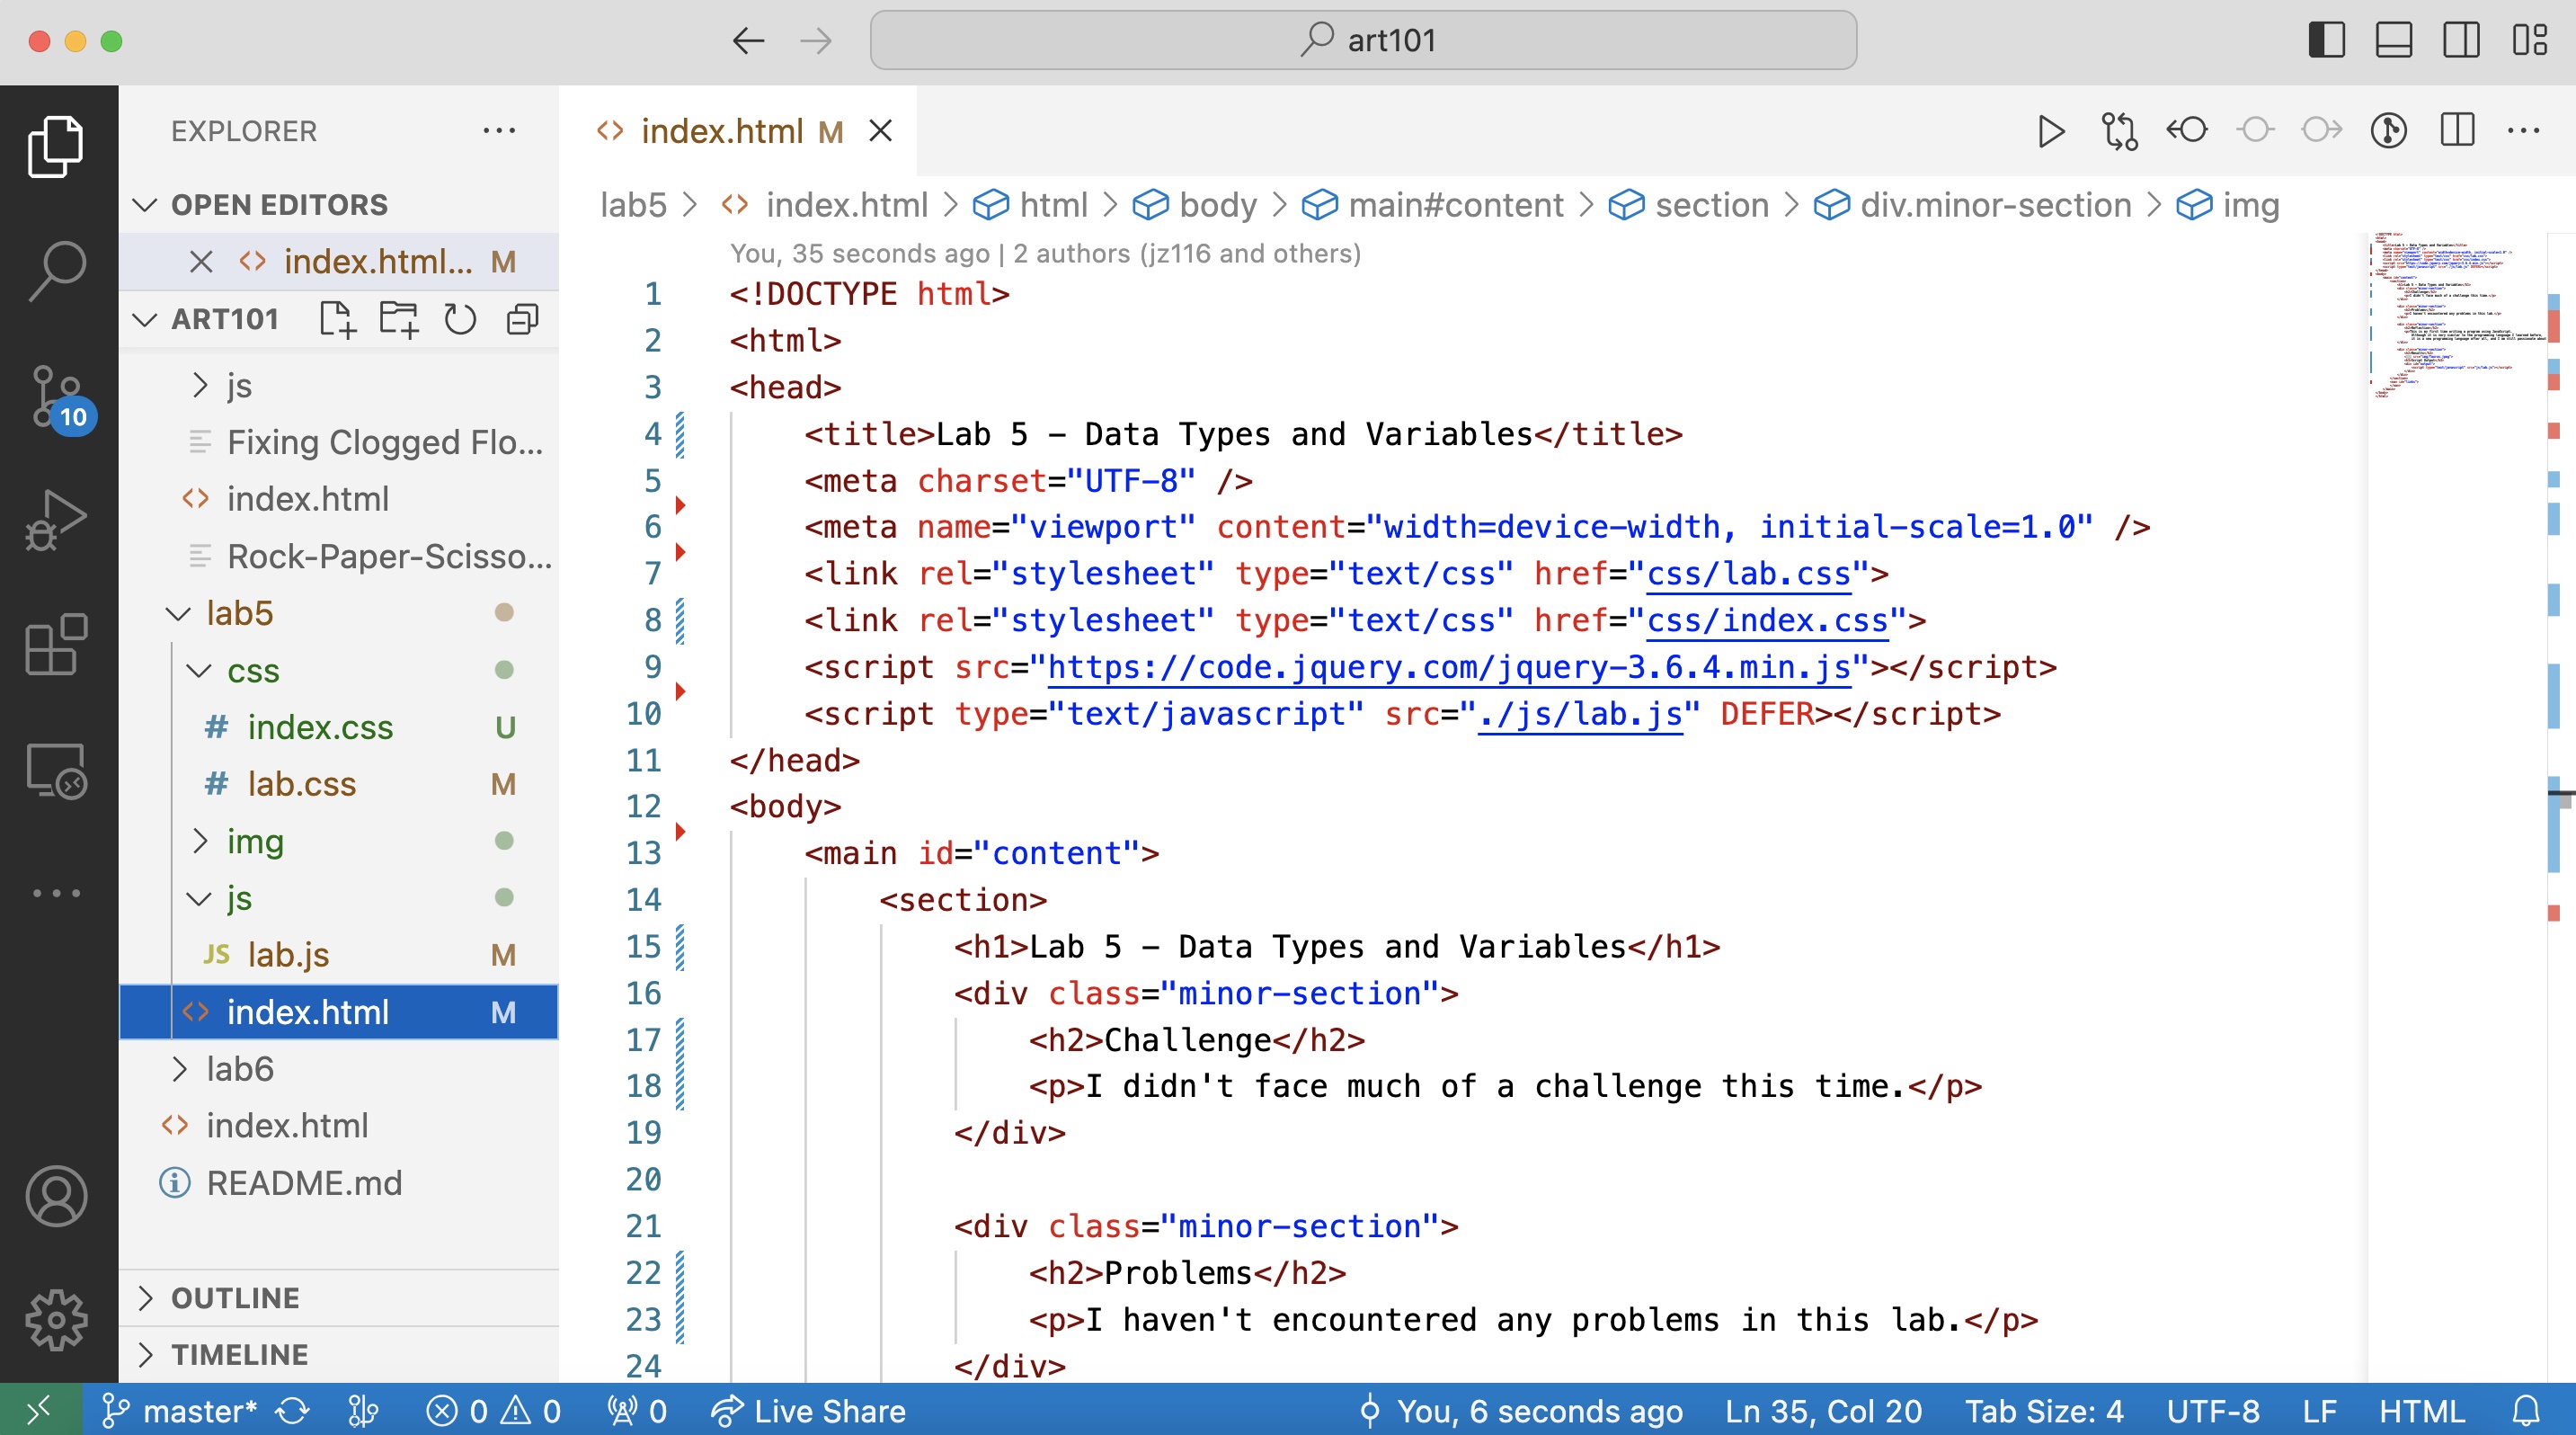 art101
EXPLORER
OPEN EDITORS
index.html... M
ART101
js
Fixing Clogged Flo...
index.html
Rock-Paper-Scisso...
lab5
css
# index.css U
# lab.css M
img
js
JS lab.js M
index.html M
lab6
index.html
README.md
OUTLINE
TIMELINE
10
index.html M
lab5 > index.html > html > body > main#content > section > div.minor-section > img
You, 35 seconds ago | 2 authors (jz116 and others)
1 <!DOCTYPE html>
2 <html>
3 <head>
4 <title>Lab 5 - Data Types and Variables</title>
5 <meta charset="UTF-8" />
6 <meta name="viewport" content="width=device-width, initial-scale=1.0" />
7 <link rel="stylesheet" type="text/css" href="css/lab.css">
8 <link rel="stylesheet" type="text/css" href="css/index.css">
9 <script src="https://code.jquery.com/jquery-3.6.4.min.js"></script>
10 <script type="text/javascript" src="./js/lab.js" DEFER></script>
11 </head>
12 <body>
13 <main id="content">
14 <section>
15 <h1>Lab 5 - Data Types and Variables</h1>
16 <div class="minor-section">
17 <h2>Challenge</h2>
18 <p>I didn't face much of a challenge this time.</p>
19 </div>
20
21 <div class="minor-section">
22 <h2>Problems</h2>
23 <p>I haven't encountered any problems in this lab.</p>
24 </div>
master* 0 0 0 Live Share You, 6 seconds ago Ln 35, Col 20 Tab Size: 4 UTF-8 LF HTML